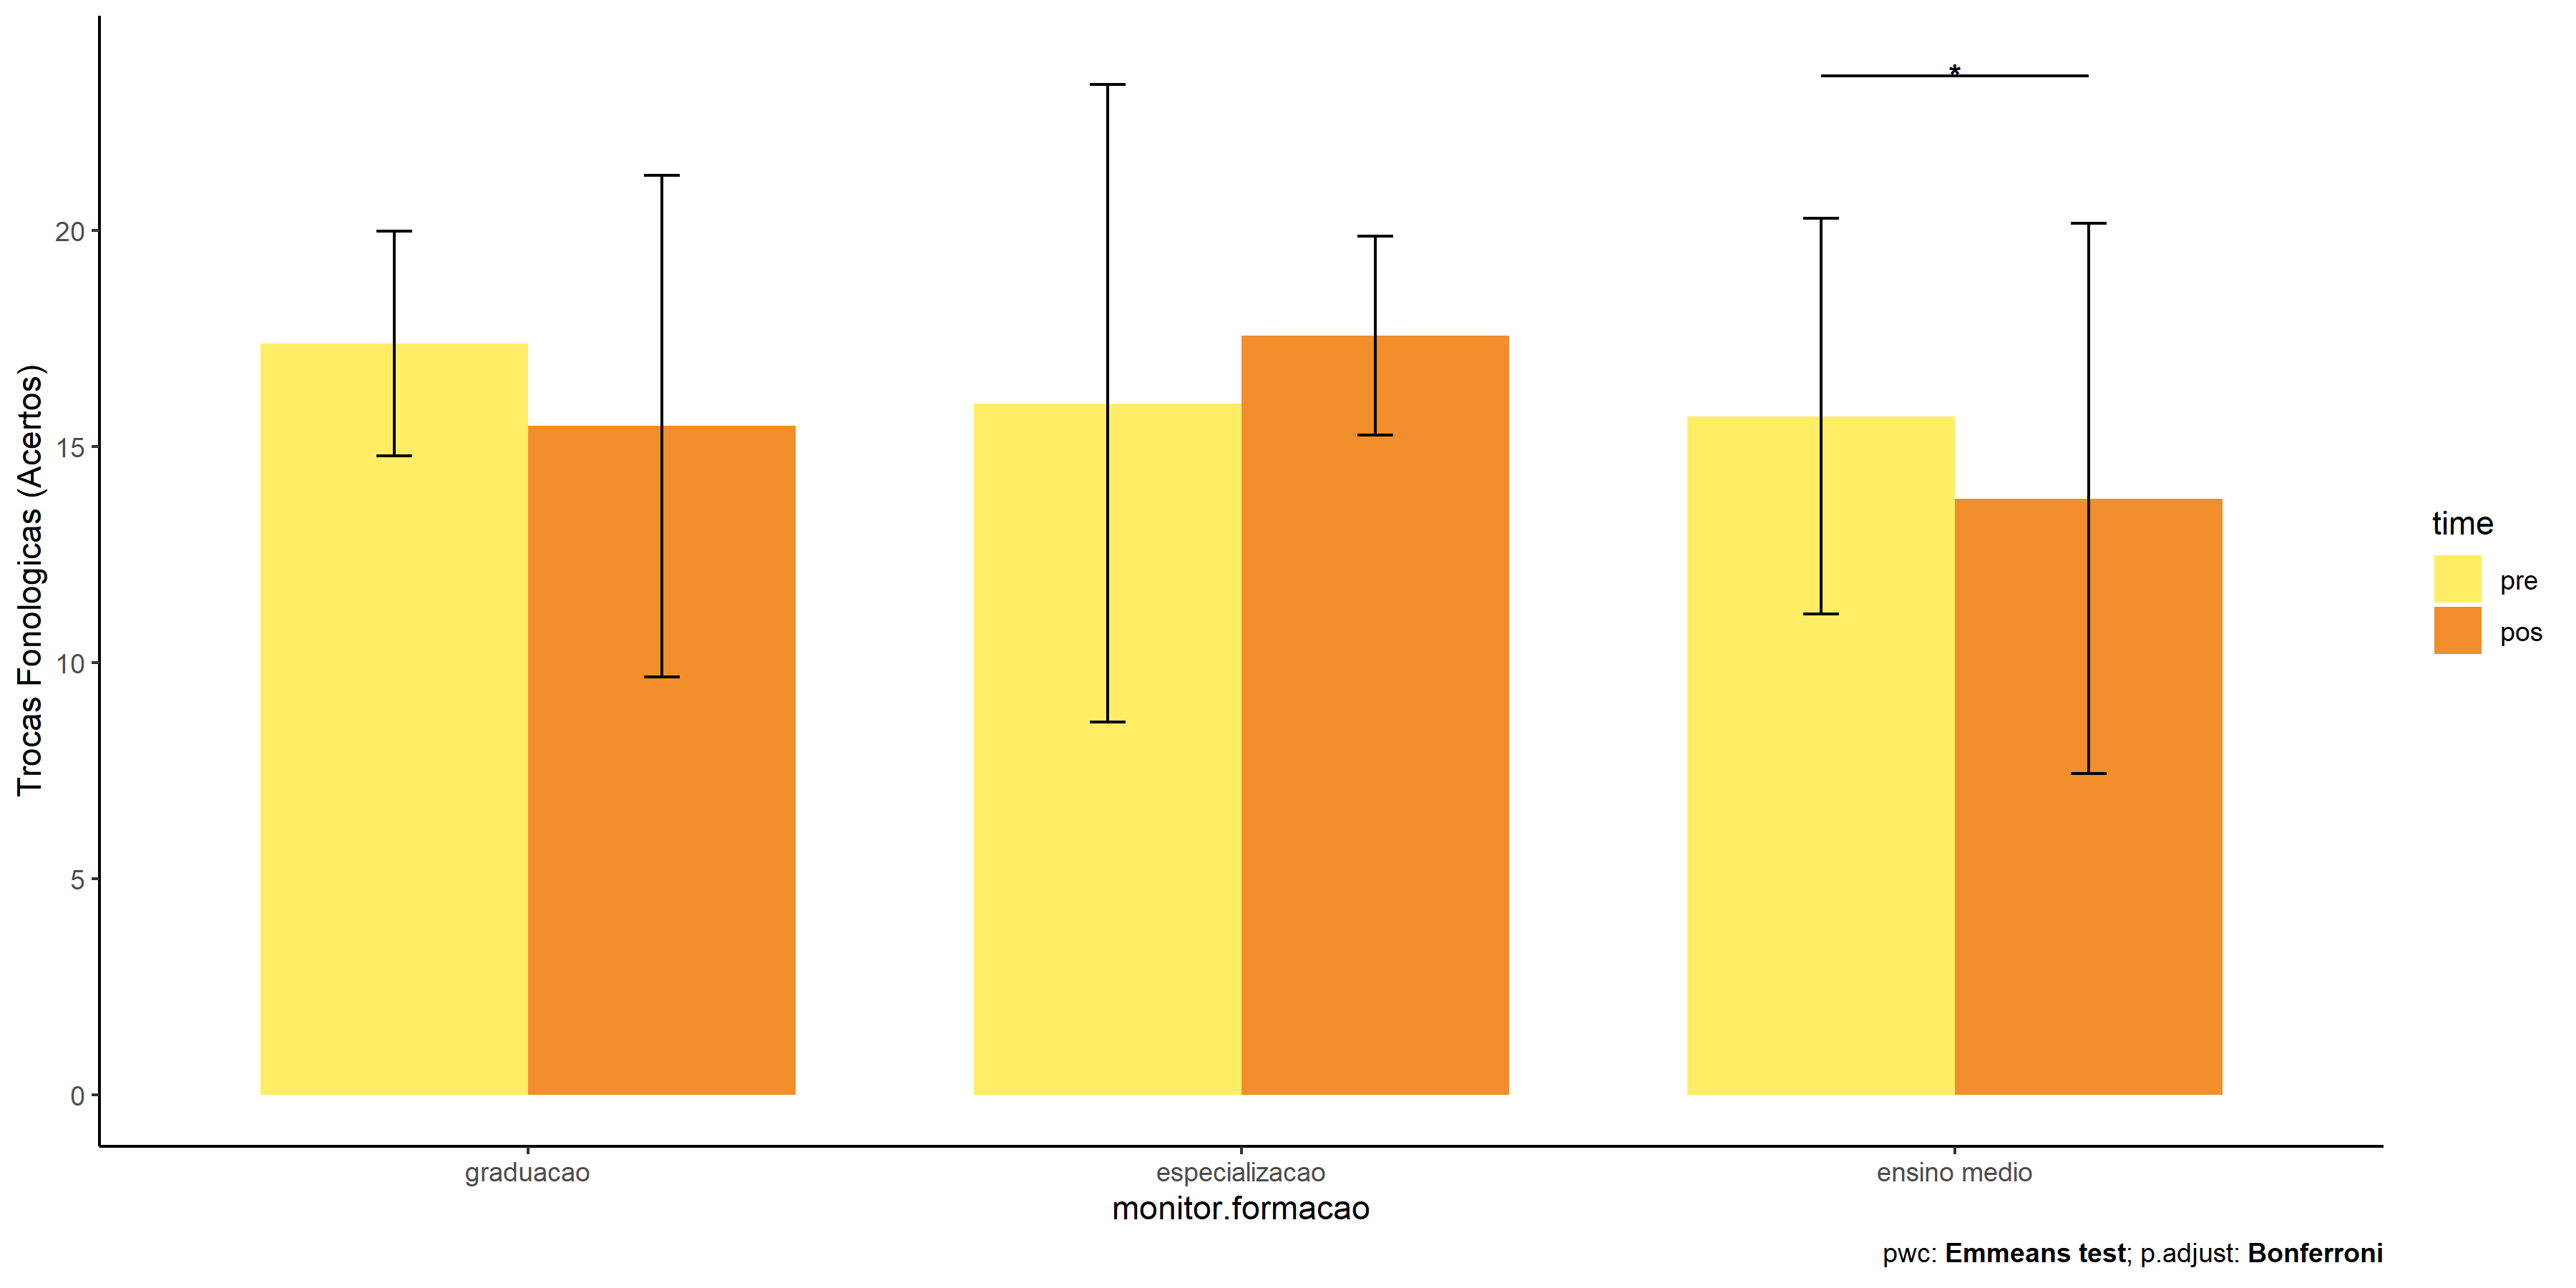 *
20
15
10
5
0
Trocas Fonologicas (Acertos)
graduacao
especializacao
ensino medio
monitor.formacao
time
pre
pos
pwc: Emmeans test; p.adjust: Bonferroni